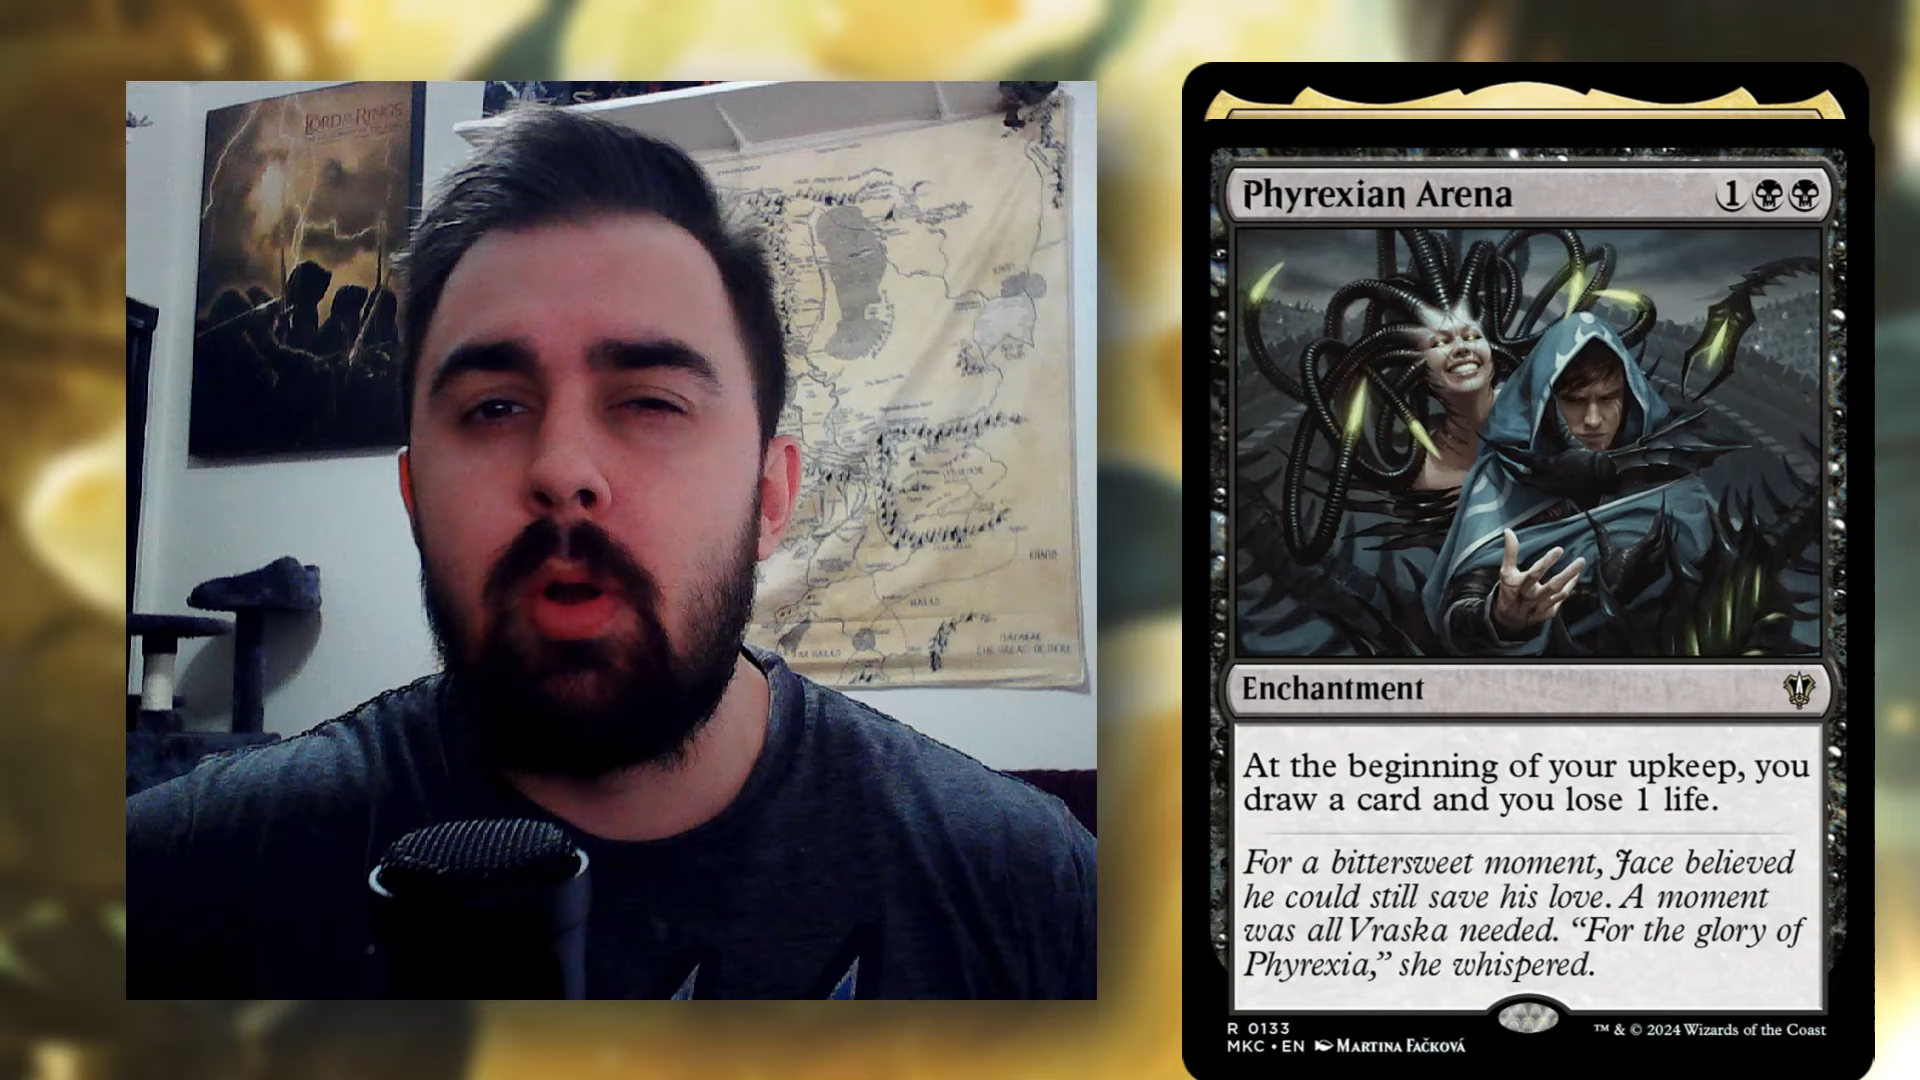 LORD OF THE RINGS
Phyrexian Arena
1
Enchantment
At the beginning of your upkeep, you
draw a card and you lose 1 life.
For a bittersweet moment, Jace believed
he could still save his love. A moment
was all Vraska needed. “For the glory of
Phyrexia,” she whispered.
R 0133
MKC • EN MARTINA FAČKOVÁ
™ & © 2024 Wizards of the Coast